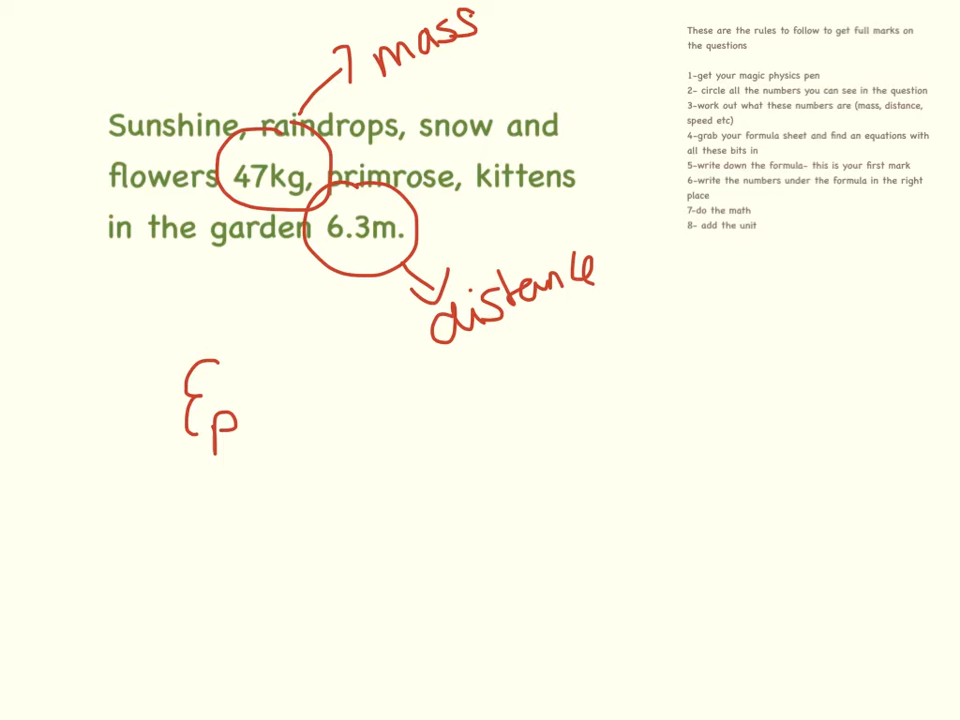 mass
Sunshine, raindrops, snow and
flowers 47kg, primrose, kittens
in the garden 6.3m.
distance
Ep
These are the rules to follow to get full marks on
the questions
1-get your magic physics pen
2- circle all the numbers you can see in the question
3-work out what these numbers are (mass, distance,
speed etc)
4-grab your formula sheet and find an equations with
all these bits in
5-write down the formula- this is your first mark
6-write the numbers under the formula in the right
place
7-do the math
8- add the unit